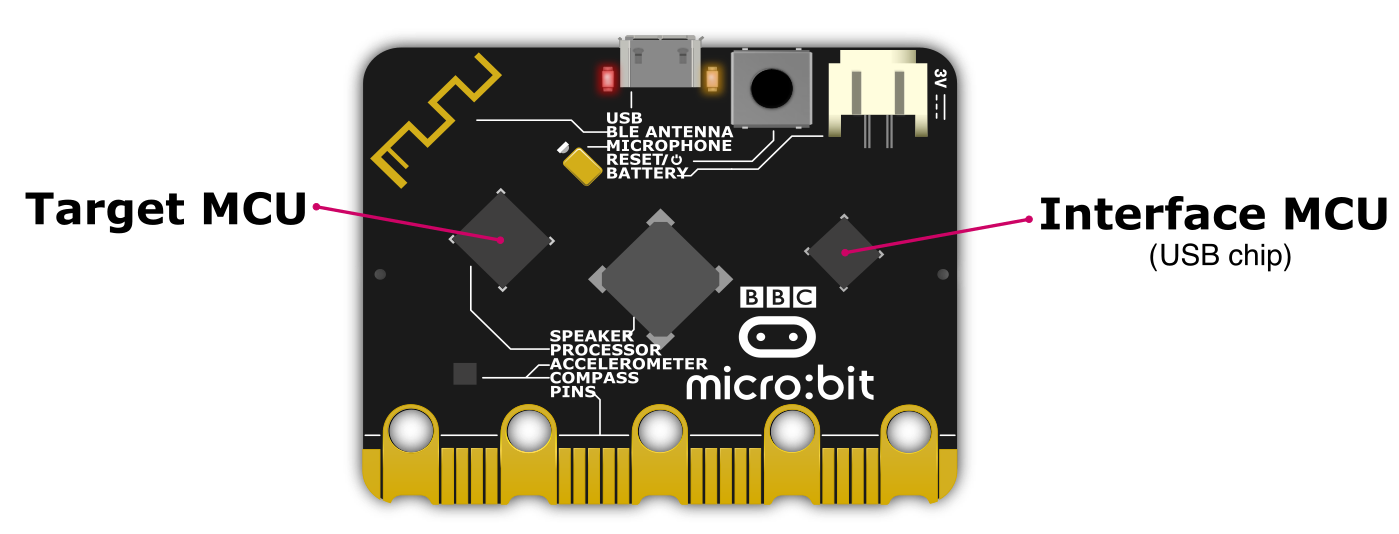 3V
USB
BLE ANTENNA
MICROPHONE
RESET/
BATTERY
Target MCU
Interface MCU
(USB chip)
BBC
SPEAKER
PROCESSOR
ACCELEROMETER
COMPASS
PINS
micro:bit